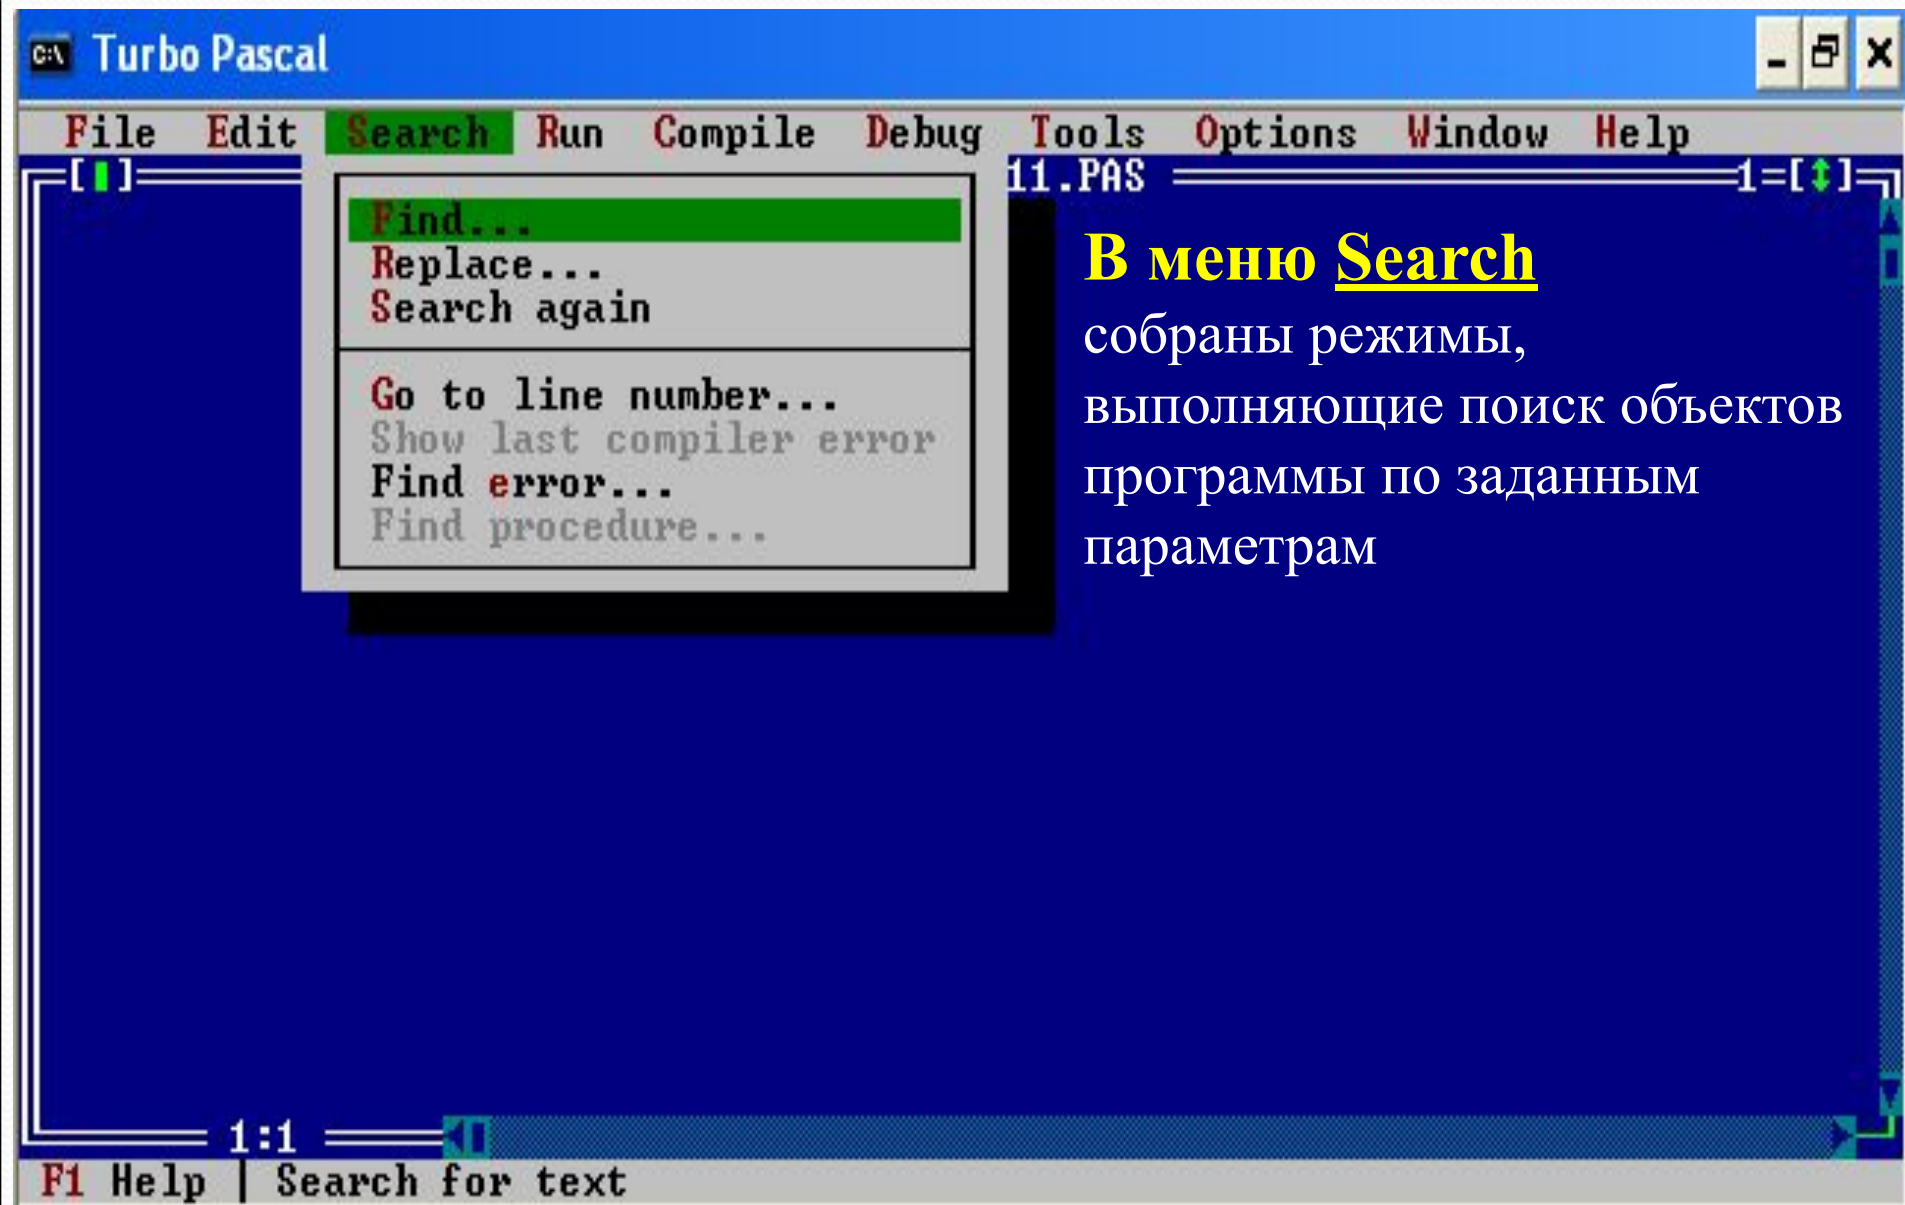 Turbo Pascal
File Edit Search Run Compile Debug Tools Options Window Help
11.PAS 1=[↕]
Find...
Replace...
Search again
Go to line number...
Show last compiler error
Find error...
Find procedure...
В меню Search
собраны режимы,
выполняющие поиск объектов
программы по заданным
параметрам
1:1
F1 Help | Search for text